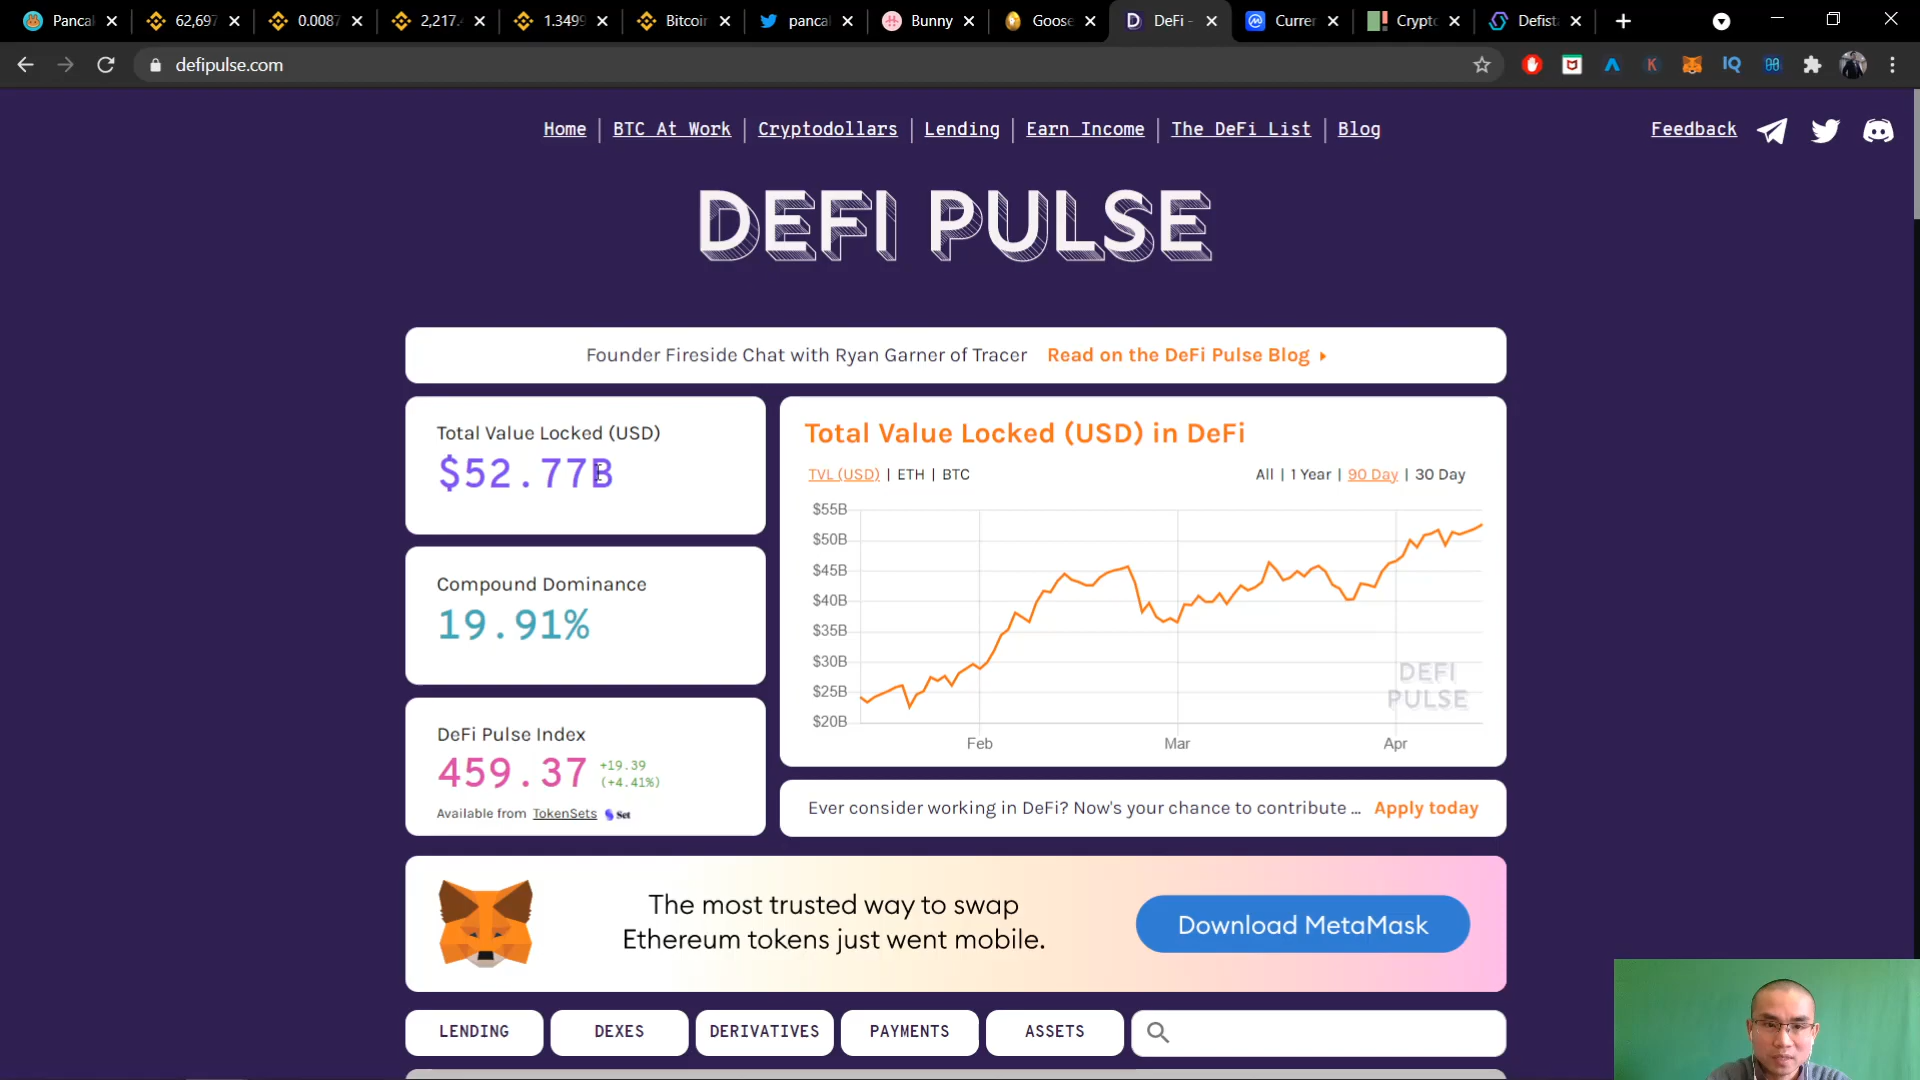 Pancal
62,697
0.0087
2,217.
1.3499
Bitcoin
pancal
Bunny
Goose
DeFi -
Curren
Crypto
Defista
defipulse.com
Home | BTC At Work | Cryptodollars | Lending | Earn Income | The DeFi List | Blog
Feedback
DEFI PULSE
Founder Fireside Chat with Ryan Garner of Tracer Read on the DeFi Pulse Blog
Total Value Locked (USD)
$52.77B
Compound Dominance
19.91%
DeFi Pulse Index
459.37
+19.39
(+4.41%)
Available from TokenSets Set
Total Value Locked (USD) in DeFi
TVL (USD) | ETH | BTC
All | 1 Year | 90 Day | 30 Day
$55B
$50B
$45B
$40B
$35B
$30B
$25B
$20B
Feb
Mar
Apr
DEFI
PULSE
Ever consider working in DeFi? Now's your chance to contribute ... Apply today
The most trusted way to swap
Ethereum tokens just went mobile.
Download MetaMask
LENDING
DEXES
DERIVATIVES
PAYMENTS
ASSETS